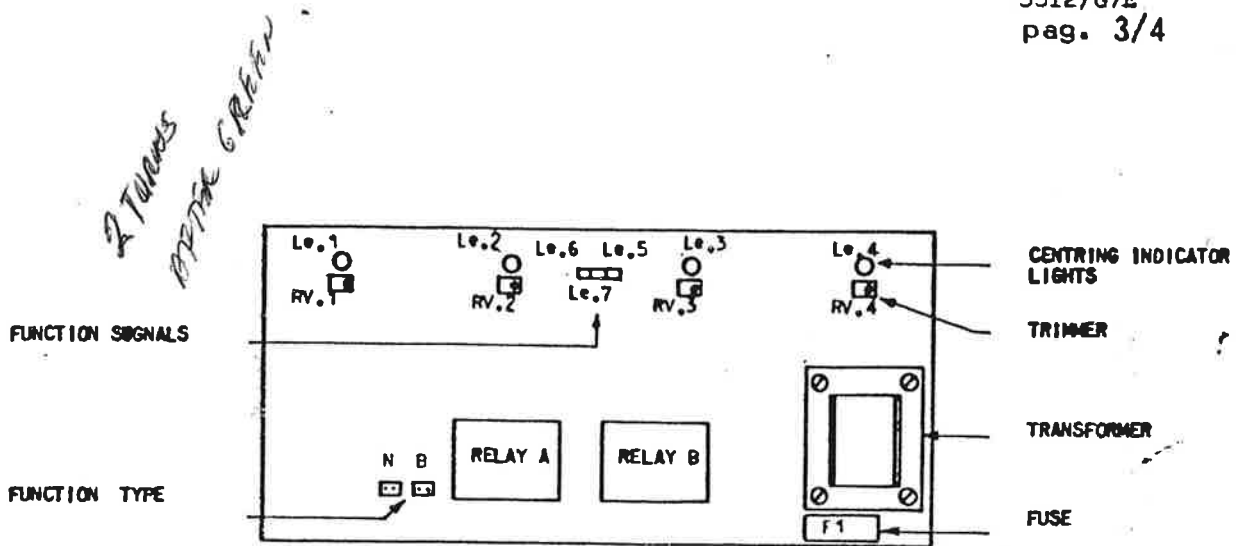 pag. 3/4
2 TURNS
AFTER GREEN
Le.1
Le.2
Le.6
Le.5
Le.3
Le.4
RV.1
RV.2
Le.7
RV.3
RV.4
CENTRING INDICATOR
LIGHTS
TRIMMER
FUNCTION SIGNALS
RELAY A
RELAY B
TRANSFORMER
N B
FUNCTION TYPE
F1
FUSE